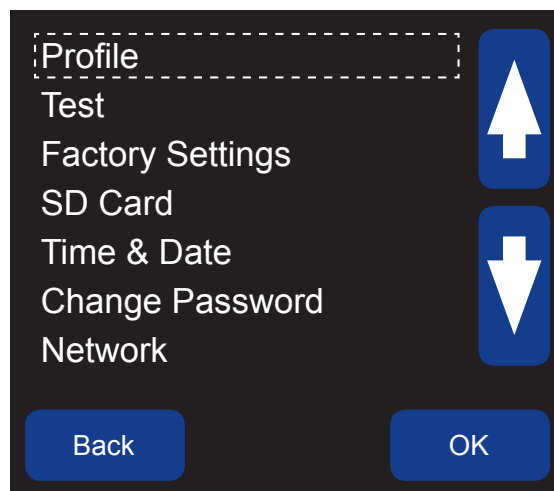 Profile
Test
Factory Settings
SD Card
Time & Date
Change Password
Network
Back
OK